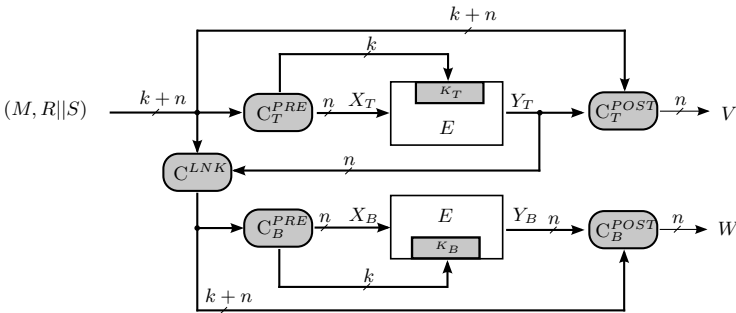 k + n
k
(M, R||S)
k + n
C_T^{PRE}
n
X_T
K_T
E
Y_T
C_T^{POST}
n
V
C^{LNK}
n
C_B^{PRE}
n
X_B
E
K_B
Y_B
n
C_B^{POST}
n
W
k
k + n